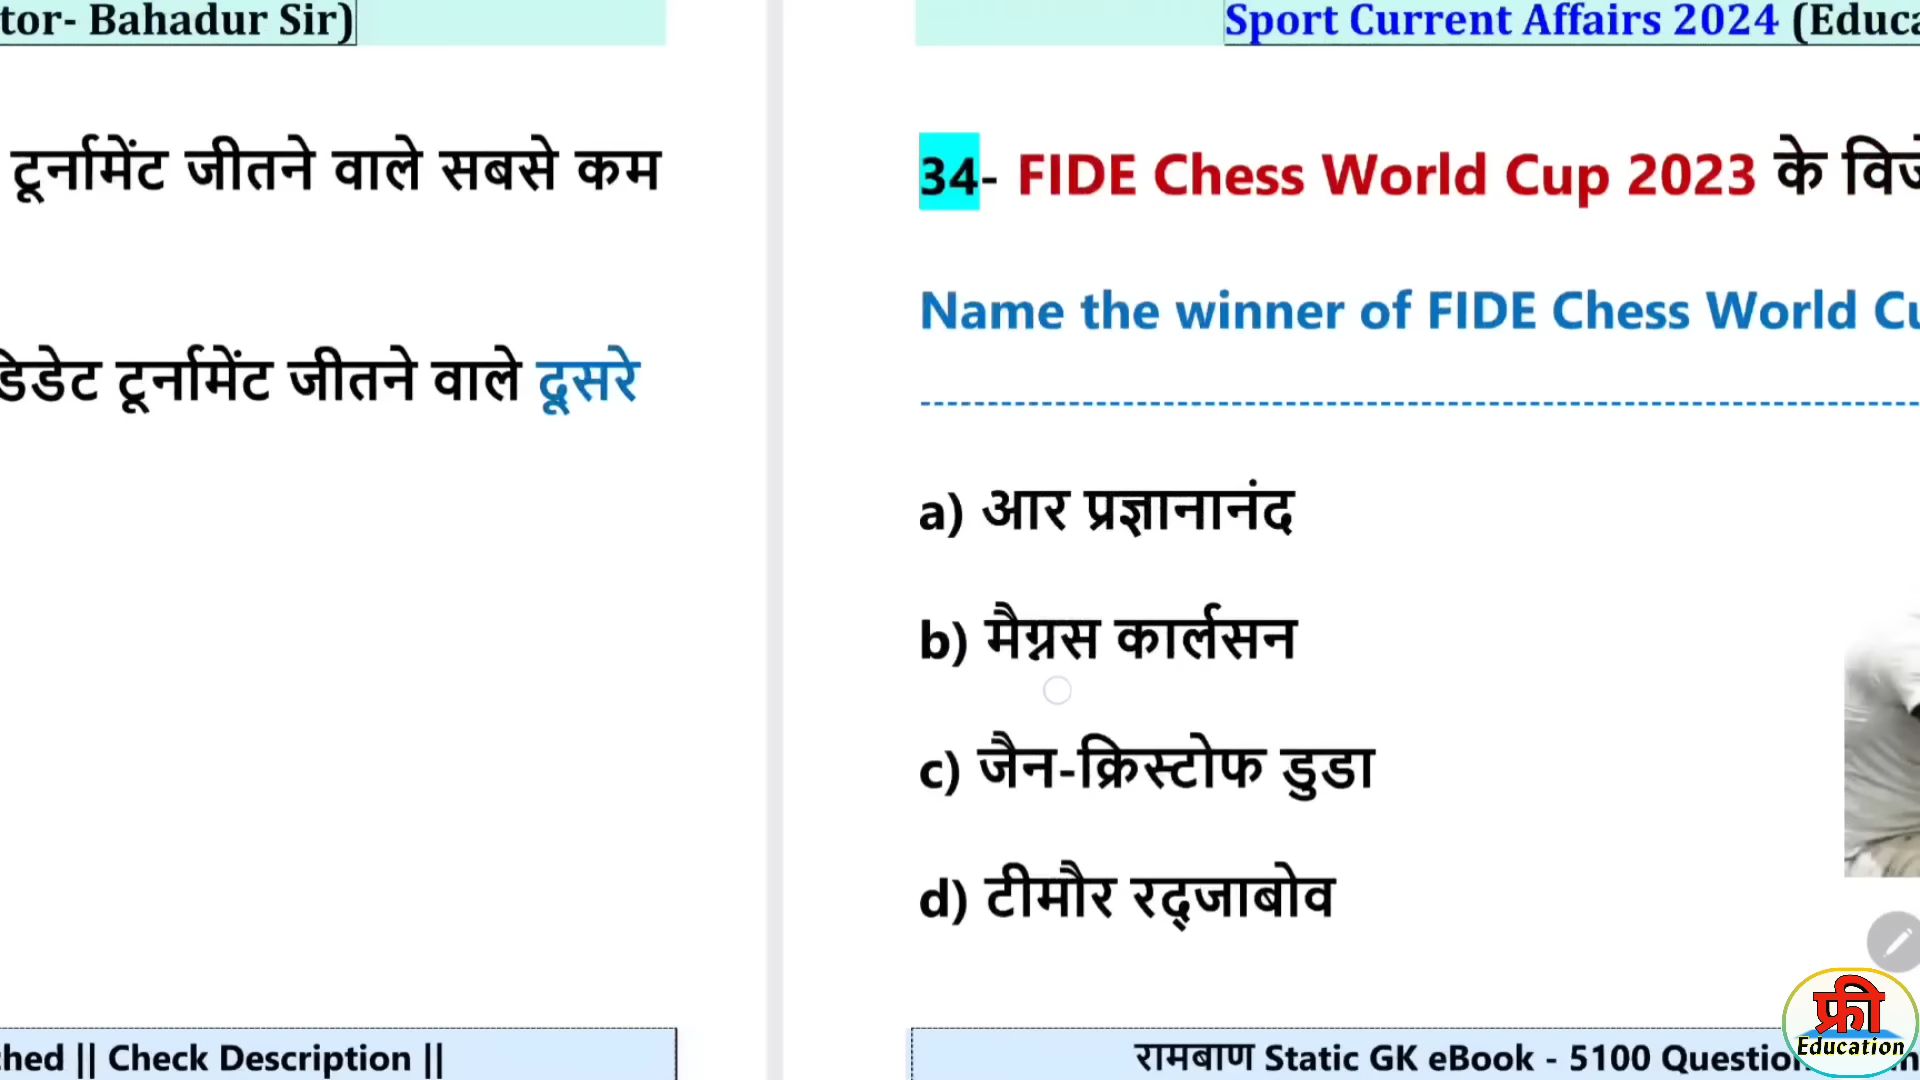 tor- Bahadur Sir)
टूर्नामेंट जीतने वाले सबसे कम
डिडेट टूर्नामेंट जीतने वाले दूसरे
hed || Check Description ||
Sport Current Affairs 2024 (Educa
34- FIDE Chess World Cup 2023 के विजे
Name the winner of FIDE Chess World Cu
a) आर प्रज्ञानानंद
b) मैग्नस कार्लसन
c) जैन-क्रिस्टोफ डुडा
d) टीमौर रद्जाबोव
रामबाण Static GK eBook - 5100 Question
फ्री
Education